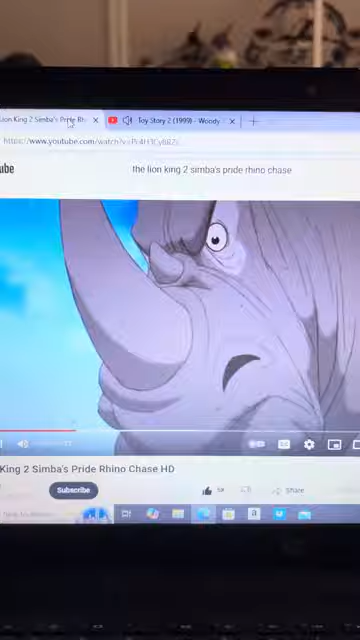 Lion King 2 Simba's Pride Rh
Toy Story 2 (1999) - Woody
https://www.youtube.com/watch?v=
ube
the lion king 2 simba's pride rhino chase
King 2 Simba's Pride Rhino Chase HD
Subscribe
Share